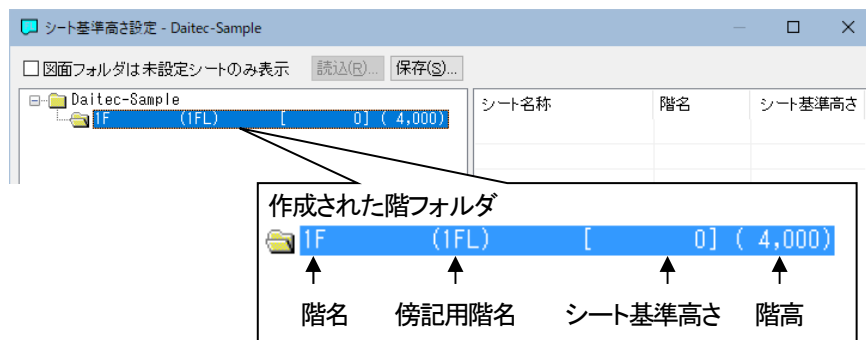 シート基準高さ設定 - Daitec-Sample
図面フォルダは未設定シートのみ表示 読込(R)... 保存(S)...
Daitec-Sample
1F (1FL) [ 0] ( 4,000)
シート名称 階名 シート基準高さ
作成された階フォルダ
1F (1FL) [ 0] ( 4,000)
階名 傍記用階名 シート基準高さ 階高